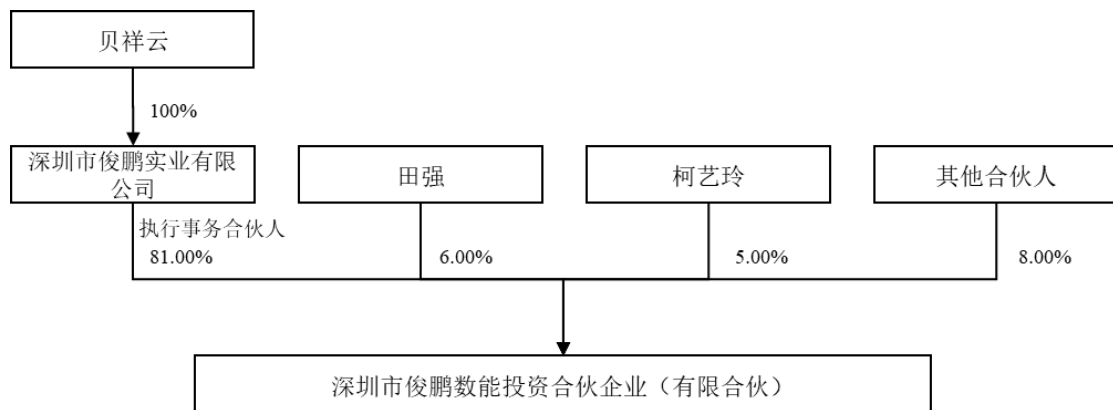 贝祥云
100%
深圳市俊鹏实业有限
公司
田强
柯艺玲
其他合伙人
执行事务合伙人
81.00%
6.00%
5.00%
8.00%
深圳市俊鹏数能投资合伙企业（有限合伙）